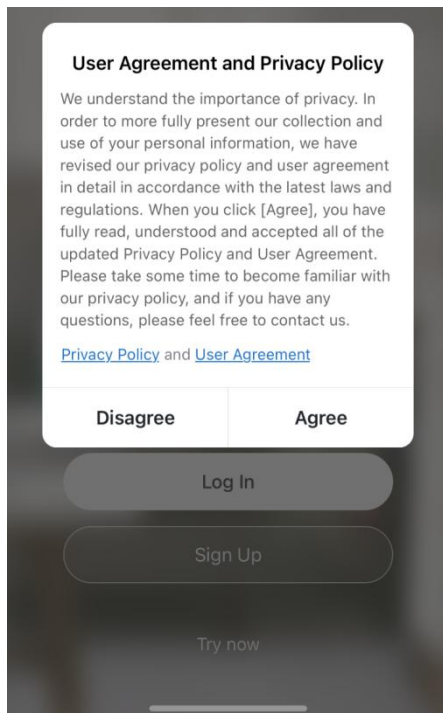 User Agreement and Privacy Policy
We understand the importance of privacy. In
order to more fully present our collection and
use of your personal information, we have
revised our privacy policy and user agreement
in detail in accordance with the latest laws and
regulations. When you click [Agree], you have
fully read, understood and accepted all of the
updated Privacy Policy and User Agreement.
Please take some time to become familiar with
our privacy policy, and if you have any
questions, please feel free to contact us.
Privacy Policy and User Agreement
Disagree Agree
Log In
Sign Up
Try now